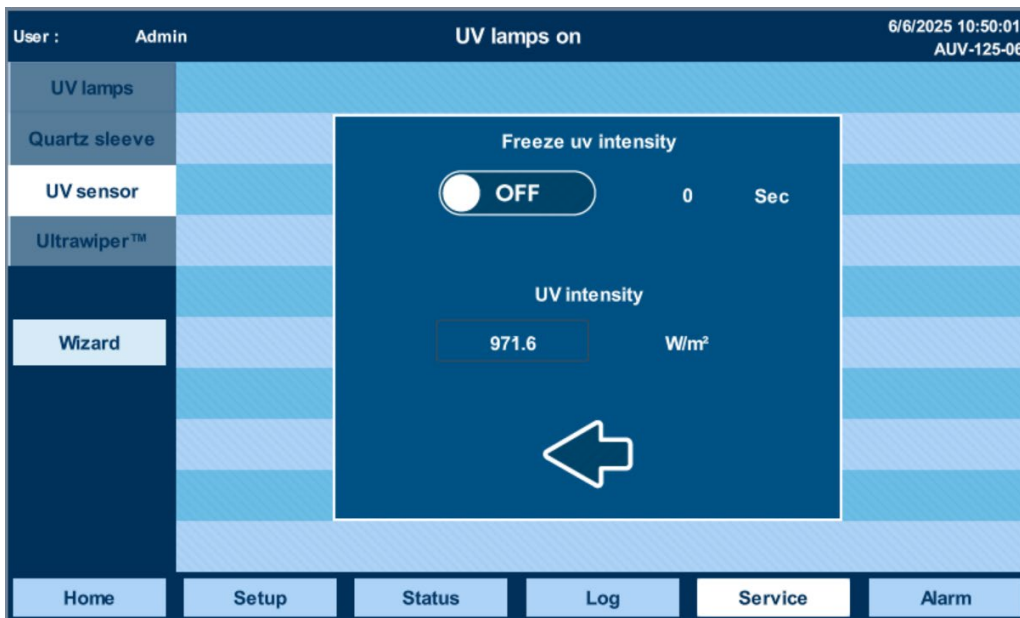 User : Admin
UV lamps on
6/6/2025 10:50:01
AUV-125-06
UV lamps
Quartz sleeve
UV sensor
Ultrawiper™
Wizard
Freeze uv intensity
OFF 0 Sec
UV intensity
971.6 W/m²
Home Setup Status Log Service Alarm